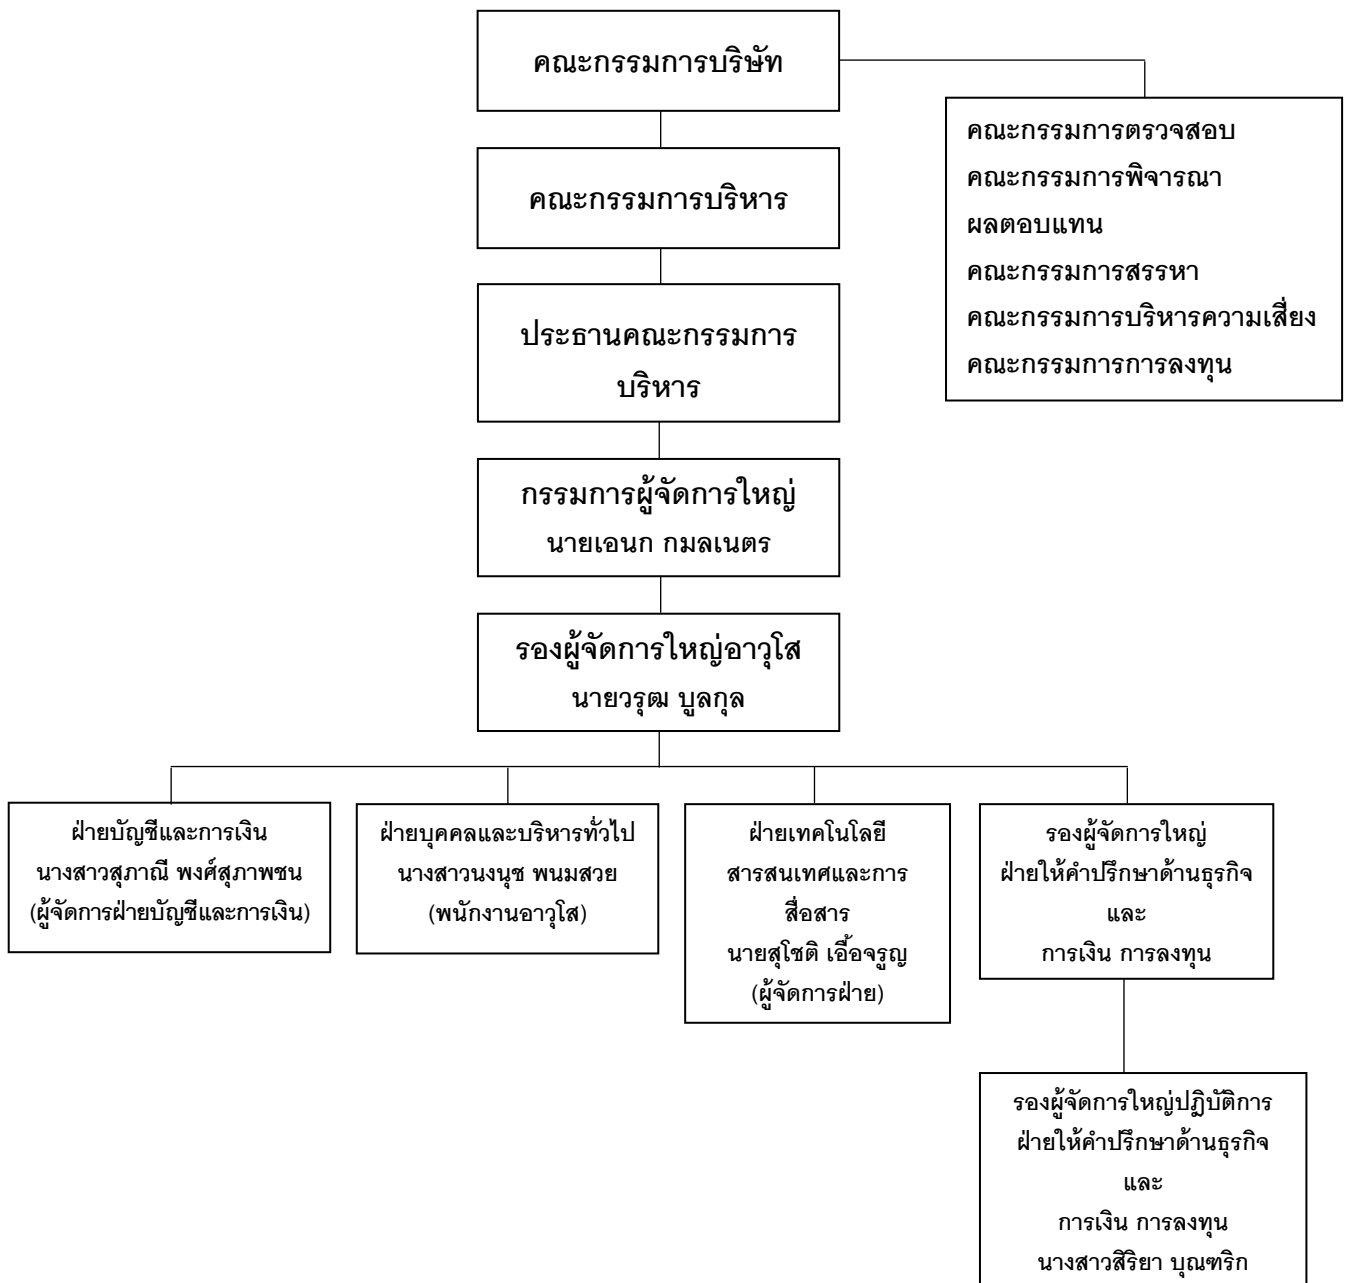 คณะกรรมการบริษัท
คณะกรรมการตรวจสอบ
คณะกรรมการพิจารณา
ผลตอบแทน
คณะกรรมการสรรหา
คณะกรรมการบริหารความเสี่ยง
คณะกรรมการการลงทุน
คณะกรรมการบริหาร
ประธานคณะกรรมการ
บริหาร
กรรมการผู้จัดการใหญ่
นายเอนก กมลเนตร
รองผู้จัดการใหญ่อาวุโส
นายวรุฒ บูลกุล
ฝ่ายบัญชีและการเงิน
นางสาวสุภาณี พงศ์สุภาพชน
(ผู้จัดการฝ่ายบัญชีและการเงิน)
ฝ่ายบุคคลและบริหารทั่วไป
นางสาวนงนุช พนมสวย
(พนักงานอาวุโส)
ฝ่ายเทคโนโลยี
สารสนเทศและการ
สื่อสาร
นายสุโชติ เอื้อจรูญ
(ผู้จัดการฝ่าย)
รองผู้จัดการใหญ่
ฝ่ายให้คำปรึกษาด้านธุรกิจ
และ
การเงิน การลงทุน
รองผู้จัดการใหญ่ปฎิบัติการ
ฝ่ายให้คำปรึกษาด้านธุรกิจ
และ
การเงิน การลงทุน
นางสาวสิริยา บุณฑริก